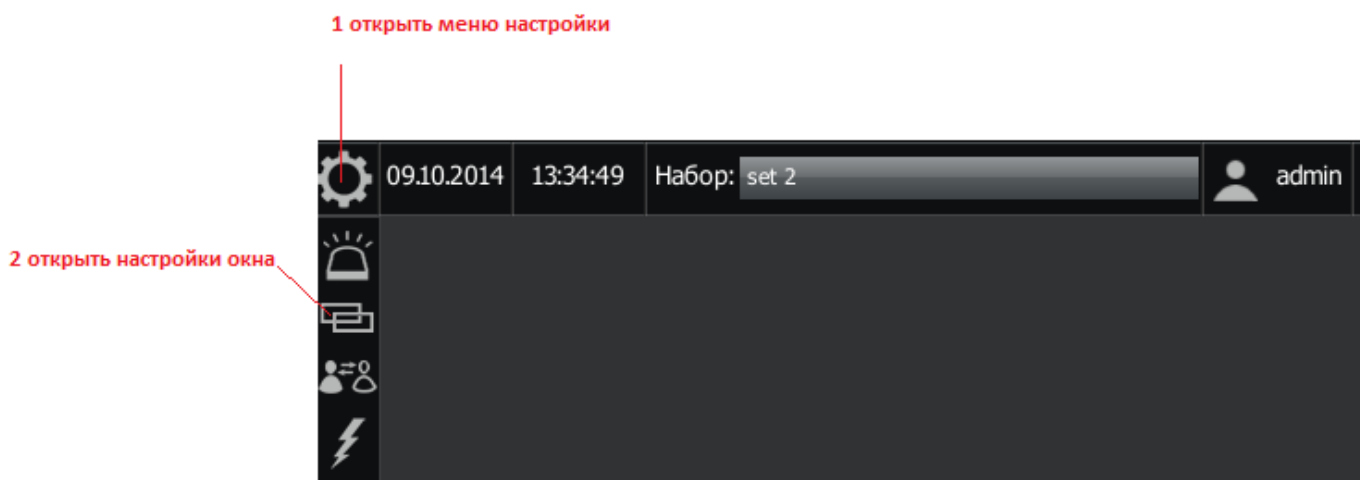 1 открыть меню настройки
09.10.2014 13:34:49 Набор: set 2 admin
2 открыть настройки окна